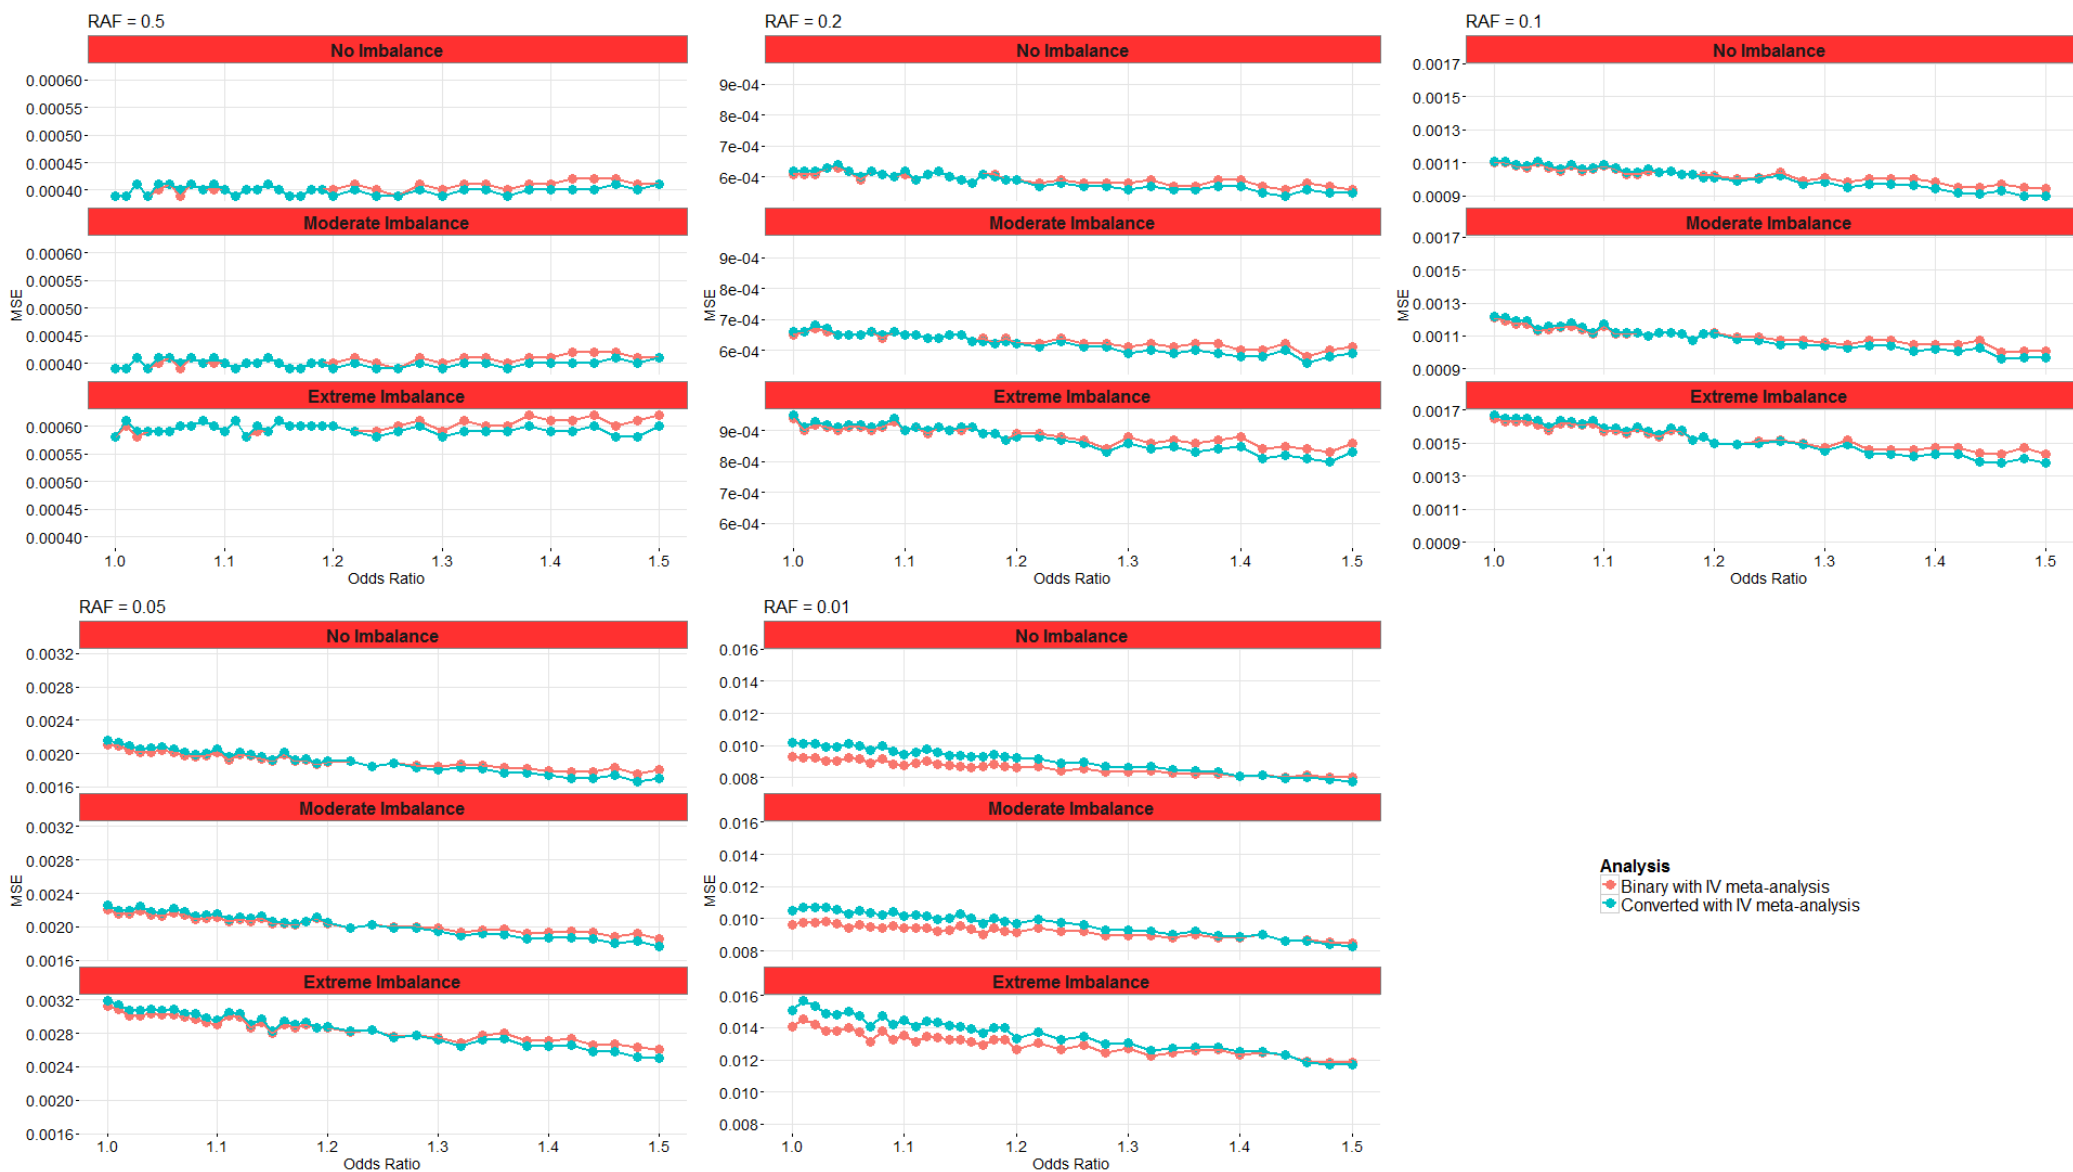 RAF = 0.5
No Imbalance
0.00060
0.00055
0.00050
0.00045
0.00040
Moderate Imbalance
0.00060
0.00055
0.00050
0.00045
0.00040
MSE
Extreme Imbalance
0.00060
0.00055
0.00050
0.00045
0.00040
1.0 1.1 1.2 1.3 1.4 1.5
Odds Ratio
RAF = 0.2
No Imbalance
9e-04
8e-04
7e-04
6e-04
Moderate Imbalance
9e-04
8e-04
7e-04
6e-04
MSE
Extreme Imbalance
9e-04
8e-04
7e-04
6e-04
1.0 1.1 1.2 1.3 1.4 1.5
Odds Ratio
RAF = 0.1
No Imbalance
0.0017
0.0015
0.0013
0.0011
0.0009
Moderate Imbalance
0.0017
0.0015
0.0013
0.0011
0.0009
MSE
Extreme Imbalance
0.0017
0.0015
0.0013
0.0011
0.0009
1.0 1.1 1.2 1.3 1.4 1.5
Odds Ratio
RAF = 0.05
No Imbalance
0.0032
0.0028
0.0024
0.0020
0.0016
Moderate Imbalance
0.0032
0.0028
0.0024
0.0020
0.0016
MSE
Extreme Imbalance
0.0032
0.0028
0.0024
0.0020
0.0016
1.0 1.1 1.2 1.3 1.4 1.5
Odds Ratio
RAF = 0.01
No Imbalance
0.016
0.014
0.012
0.010
0.008
Moderate Imbalance
0.016
0.014
0.012
0.010
0.008
MSE
Extreme Imbalance
0.016
0.014
0.012
0.010
0.008
1.0 1.1 1.2 1.3 1.4 1.5
Odds Ratio
Analysis
Binary with IV meta-analysis
Converted with IV meta-analysis